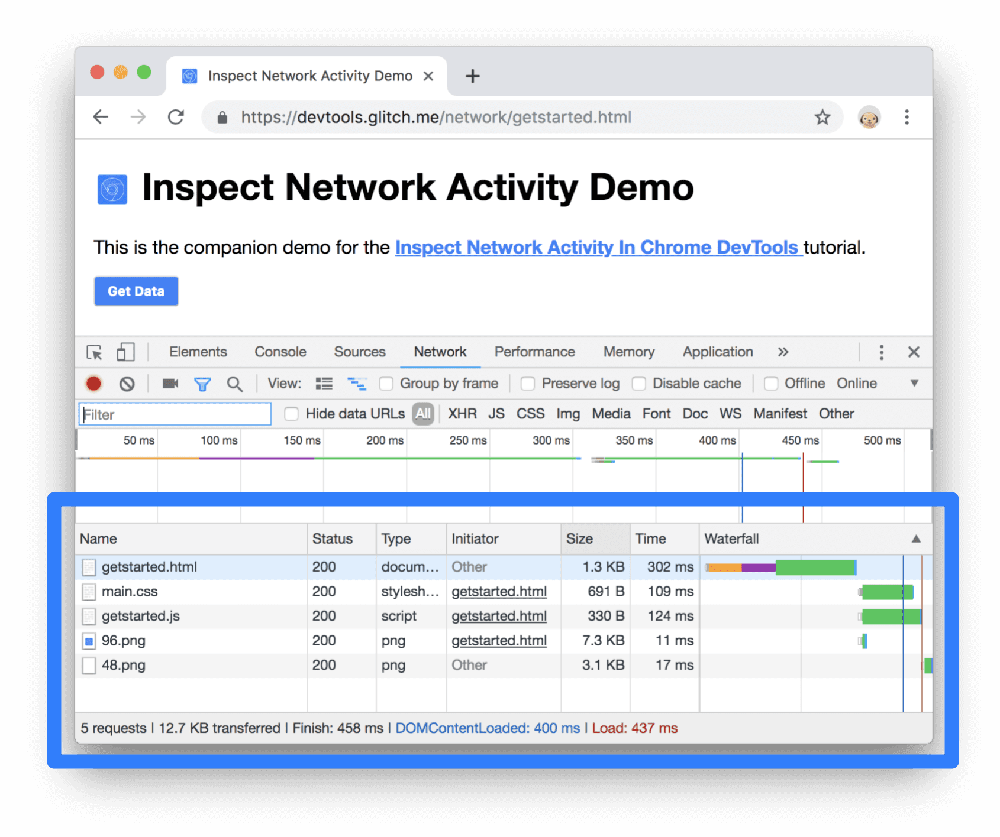 Inspect Network Activity Demo
https://devtools.glitch.me/network/getstarted.html
Inspect Network Activity Demo
This is the companion demo for the Inspect Network Activity In Chrome DevTools tutorial.
Get Data
Elements Console Sources Network Performance Memory Application »
View: Group by frame Preserve log Disable cache Offline Online
Filter Hide data URLs All XHR JS CSS Img Media Font Doc WS Manifest Other
50 ms 100 ms 150 ms 200 ms 250 ms 300 ms 350 ms 400 ms 450 ms 500 ms
Name Status Type Initiator Size Time Waterfall
getstarted.html 200 docum... Other 1.3 KB 302 ms
main.css 200 stylesh... getstarted.html 691 B 109 ms
getstarted.js 200 script getstarted.html 330 B 124 ms
96.png 200 png getstarted.html 7.3 KB 11 ms
48.png 200 png Other 3.1 KB 17 ms
5 requests | 12.7 KB transferred | Finish: 458 ms | DOMContentLoaded: 400 ms | Load: 437 ms